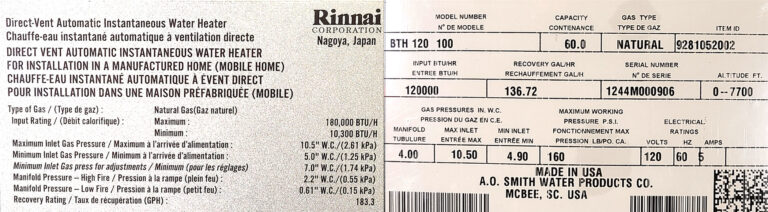 Direct-Vent Automatic Instantaneous Water Heater
Chauffe-eau instantané automatique à ventilation directe
Rinnai
CORPORATION
Nagoya, Japan
DIRECT VENT AUTOMATIC INSTANTANEOUS WATER HEATER
FOR INSTALLATION IN A MANUFACTURED HOME (MOBILE HOME)
CHAUFFE-EAU INSTANTANÉ AUTOMATIQUE À ÉVENT DIRECT
POUR INSTALLATION DANS UNE MAISON PRÉFABRIQUÉE (MOBILE)
Type of Gas / (Type de gaz) : Natural Gas(Gaz naturel)
Input Rating / (Débit calorifique) : Maximum : 180,000 BTU/H
Minimum : 10,300 BTU/H
Maximum Inlet Gas Pressure / Maximum à l'arrivée d'alimentation : 10.5" W.C./(2.61 kPa)
Minimum Inlet Gas Pressure / Minimum à l'arrivée d'alimentation : 5.0" W.C./(1.25 kPa)
Minimum Inlet Gas press for adjustments / Minimum (pour les réglages) 7.0" W.C./(1.74 kPa)
Manifold Pressure – High Fire / Pression à la rampe (plein feu) : 2.2" W.C./(0.55 kPa)
Manifold Pressure – Low Fire / Pression à la rampe (petit feu) : 0.61" W.C./(0.15 kPa)
Recovery Rating / Taux de récupération (GPH) : 183.3
MODEL NUMBER CAPACITY GAS TYPE
N° DE MODELE CONTENANCE TYPE DE GAZ ITEM ID
BTH 120 100 60.0 NATURAL 9281052002
INPUT BTU/HR RECOVERY GAL/H SERIAL NUMBER
ENTREE BTU/H RECHAUFFEMENT GAL/H N° DE SERIE ALTITUDE FT.
120000 136.72 1244M000906 0-7700
GAS PRESSURES IN. W.C. MAXIMUM WORKING
PRESSION DU GAZ EN C.E. PRESSURE P.S.I. ELECTRICAL
MANIFOLD MAX INLET MIN INLET FONCTIONNEMENT MAX RATINGS
TUBULURE ENTRÉE MAX ENTRÉE MIN PRESSION LB/PO. CA. VOLTS HZ AMPS
4.00 10.50 4.90 160 120 60 5
MADE IN USA
A.O. SMITH WATER PRODUCTS CO.
MCBEE, SC. USA